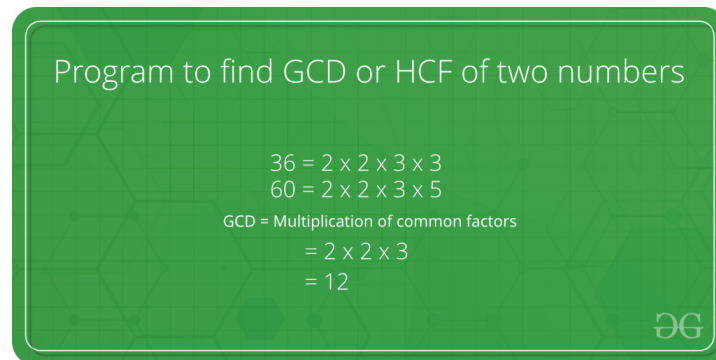 Program to find GCD or HCF of two numbers
36 = 2 x 2 x 3 x 3
60 = 2 x 2 x 3 x 5
GCD = Multiplication of common factors
= 2 x 2 x 3
= 12